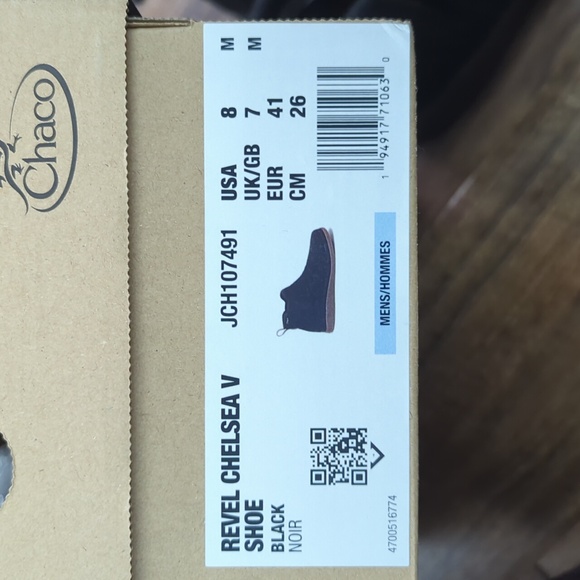 Chaco
REVEL CHELSEA V JCH107491
SHOE
BLACK
NOIR
USA 8 M
UK/GB 7 M
EUR 41
CM 26
1 94917 71063 0
MENS/HOMMES
4700516774